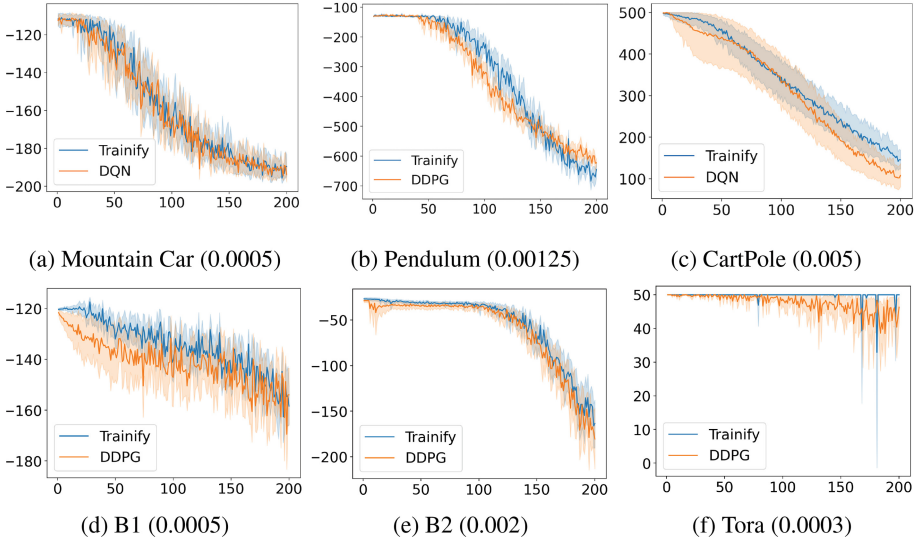 −120
−140
−160
−180
−200
0 50 100 150 200
Trainify
DQN
(a) Mountain Car (0.0005)
−100
−200
−300
−400
−500
−600
−700
0 50 100 150 200
Trainify
DDPG
(b) Pendulum (0.00125)
500
400
300
200
100
0 50 100 150 200
Trainify
DQN
(c) CartPole (0.005)
−120
−140
−160
−180
0 50 100 150 200
Trainify
DDPG
(d) B1 (0.0005)
−50
−100
−150
−200
0 50 100 150 200
Trainify
DDPG
(e) B2 (0.002)
50
40
30
20
10
0
0 50 100 150 200
Trainify
DDPG
(f) Tora (0.0003)